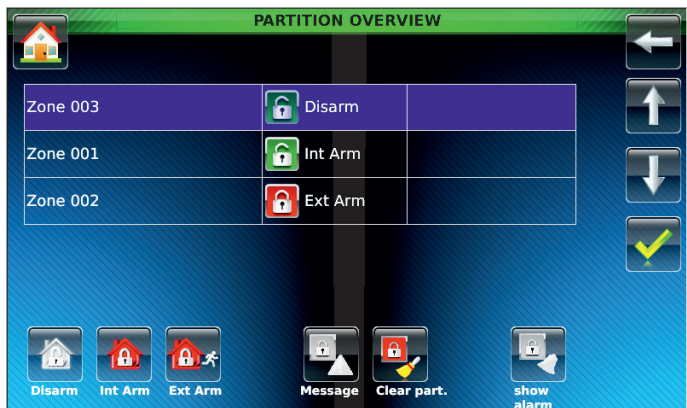 PARTITION OVERVIEW
Zone 003 Disarm
Zone 001 Int Arm
Zone 002 Ext Arm
Disarm Int Arm Ext Arm Message Clear part. show
alarm